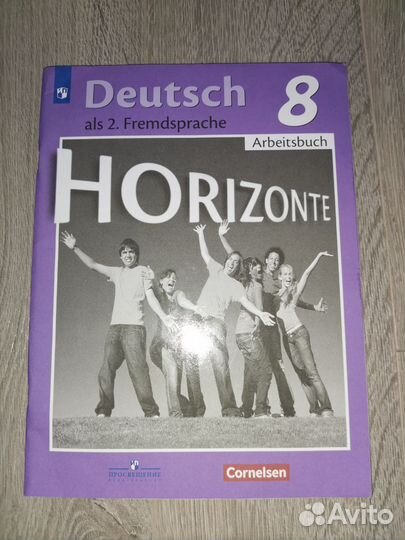 Deutsch 8
als 2. Fremdsprache
Arbeitsbuch
HORIZONTE
ПРОСВЕЩЕНИЕ
Cornelsen
Avito